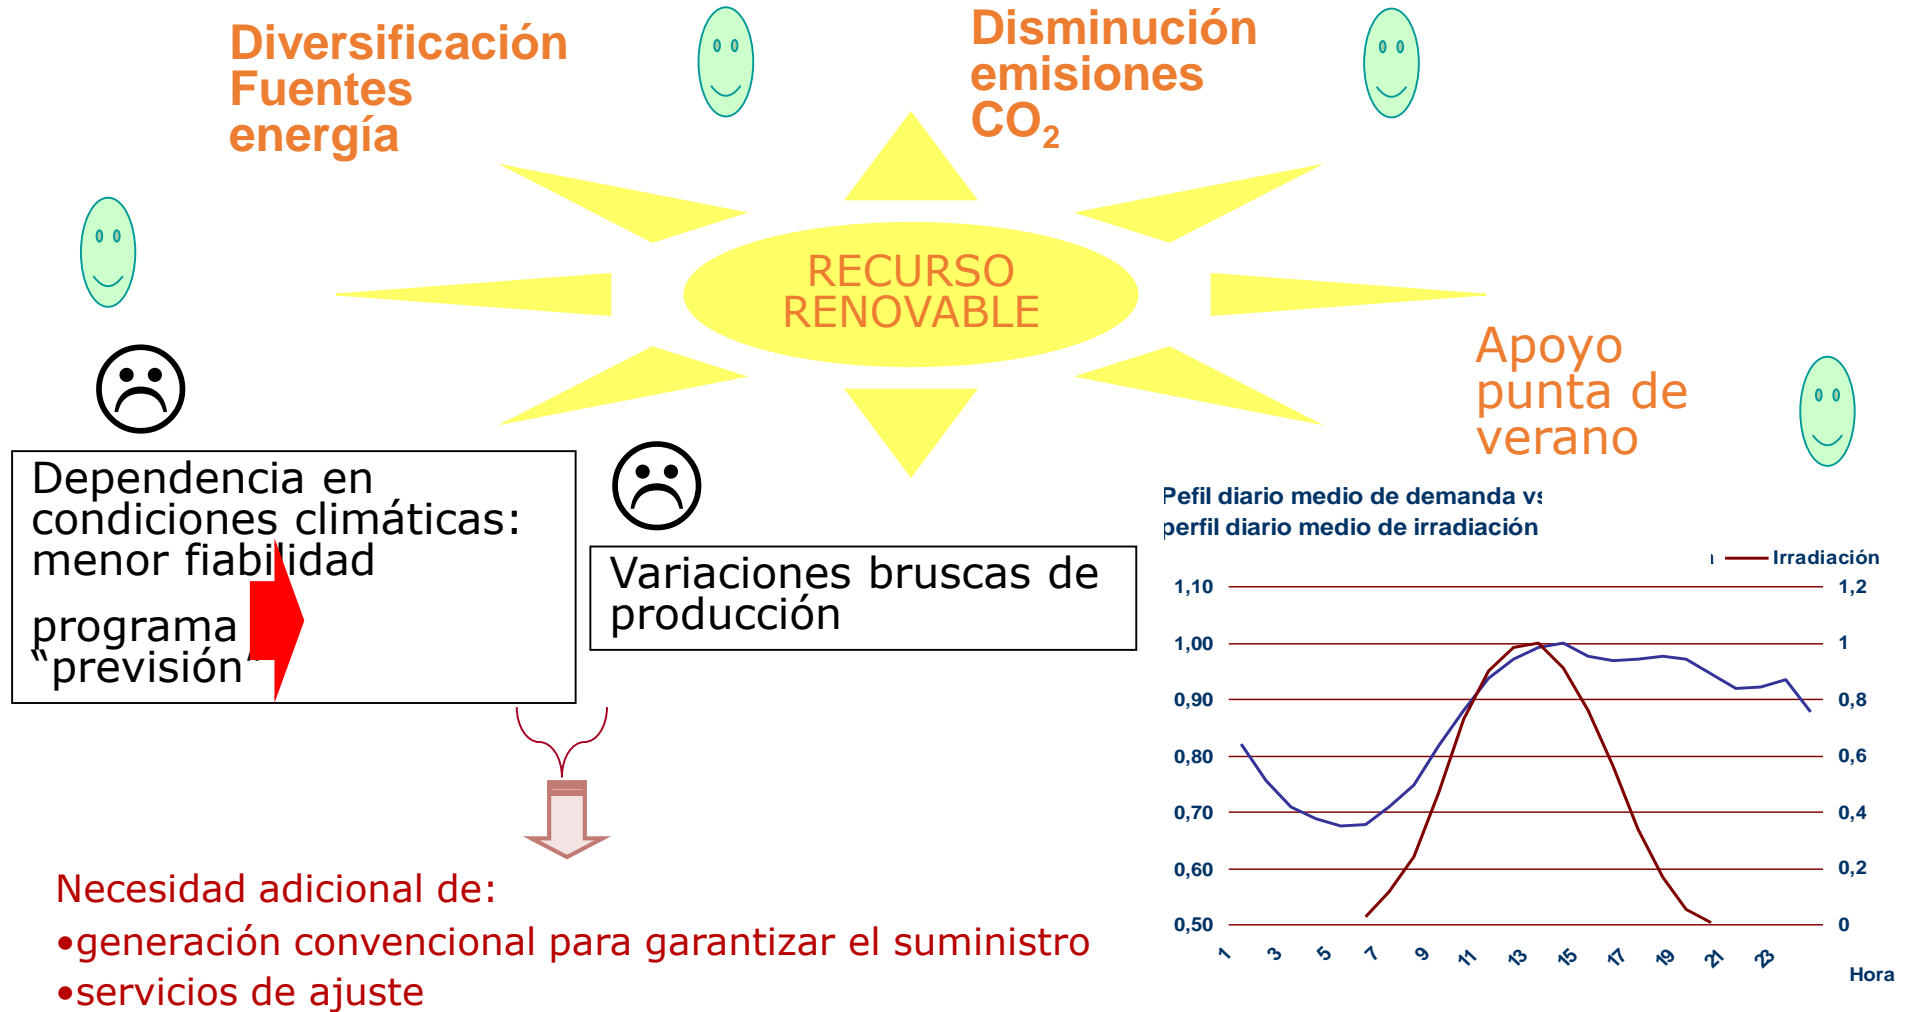 Diversificación
Fuentes
energía
Disminución
emisiones
CO₂
RECURSO
RENOVABLE
Apoyo
punta de
verano
Dependencia en
condiciones climáticas:
menor fiabilidad
programa
“previsión”
Variaciones bruscas de
producción
Necesidad adicional de:
•generación convencional para garantizar el suministro
•servicios de ajuste
Pefil diario medio de demanda vs
perfil diario medio de irradiación
Irradiación
1,10
1,00
0,90
0,80
0,70
0,60
0,50
1,2
1
0,8
0,6
0,4
0,2
0
1 3 5 7 9 11 13 15 17 19 21 23
Hora